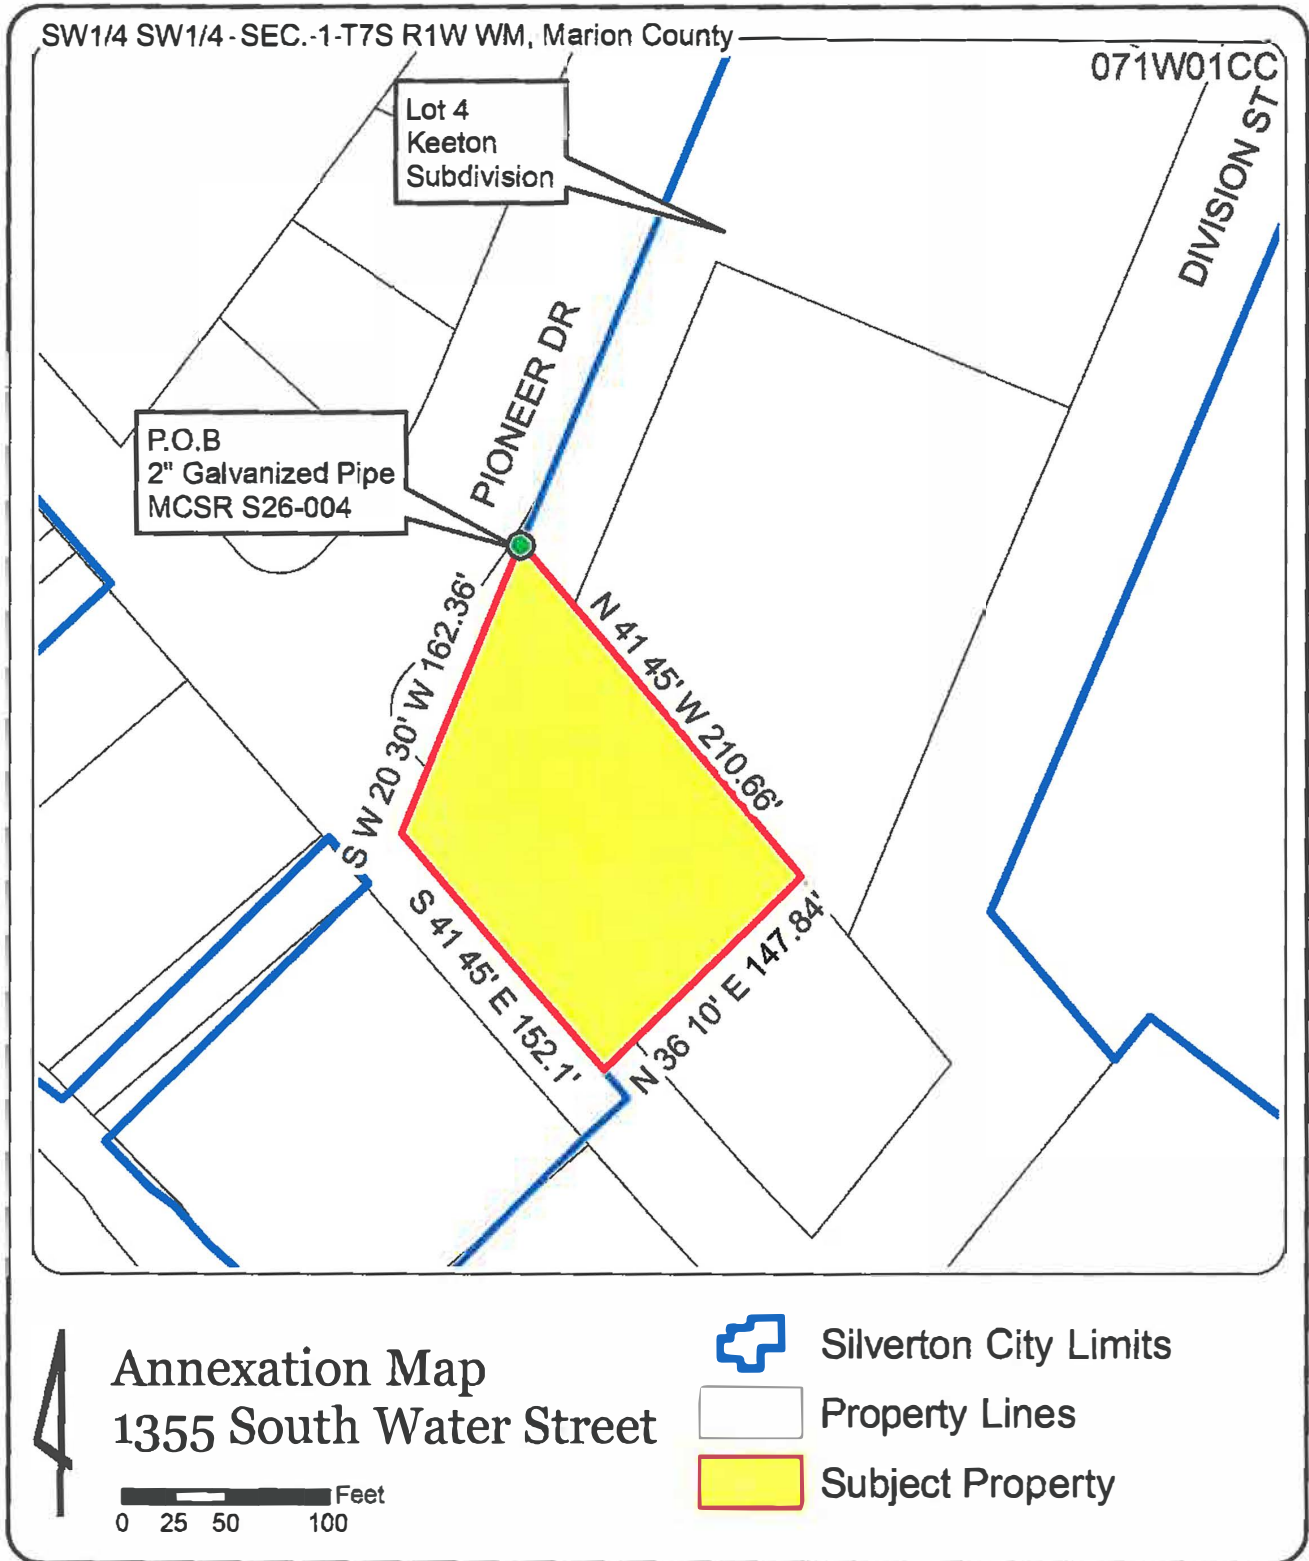 SW1/4 SW1/4 - SEC.-1-T7S R1W WM, Marion County
071W01CC
Lot 4
Keeton
Subdivision
DIVISION ST
PIONEER DR
P.O.B
2" Galvanized Pipe
MCSR S26-004
S W 20 30' W 162.36'
N 41 45' W 210.66'
S 41 45' E 152.1'
N 36 10' E 147.84'
Annexation Map
1355 South Water Street
Feet
0 25 50 100
Silverton City Limits
Property Lines
Subject Property